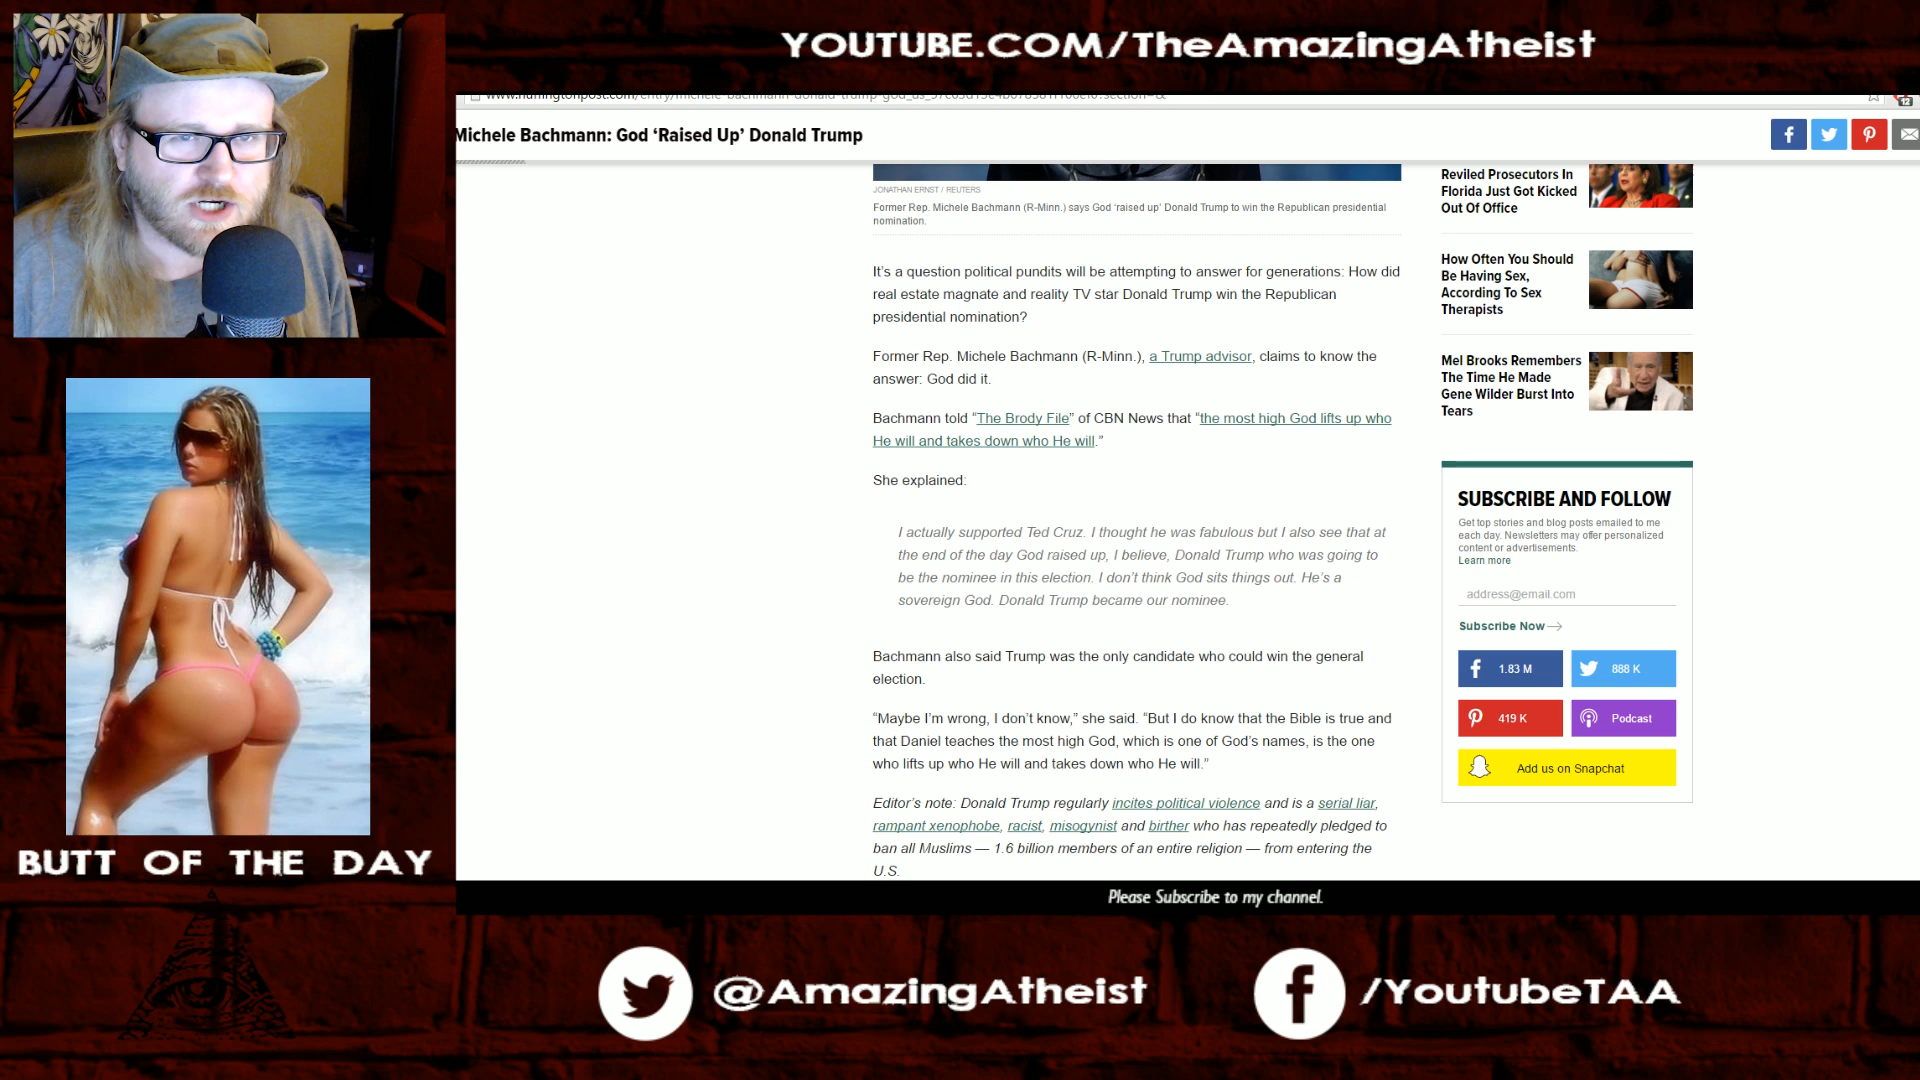 YOUTUBE.COM/TheAmazingAtheist
Michele Bachmann: God ‘Raised Up’ Donald Trump
12
JONATHAN ERNST / REUTERS
Former Rep. Michele Bachmann (R-Minn.) says God ‘raised up’ Donald Trump to win the Republican presidential
nomination.
It’s a question political pundits will be attempting to answer for generations: How did
real estate magnate and reality TV star Donald Trump win the Republican
presidential nomination?
Former Rep. Michele Bachmann (R-Minn.), a Trump advisor, claims to know the
answer: God did it.
Bachmann told “The Brody File” of CBN News that “the most high God lifts up who
He will and takes down who He will.”
She explained:
I actually supported Ted Cruz. I thought he was fabulous but I also see that at
the end of the day God raised up, I believe, Donald Trump who was going to
be the nominee in this election. I don’t think God sits things out. He’s a
sovereign God. Donald Trump became our nominee.
Bachmann also said Trump was the only candidate who could win the general
election.
“Maybe I’m wrong, I don’t know,” she said. “But I do know that the Bible is true and
that Daniel teaches the most high God, which is one of God’s names, is the one
who lifts up who He will and takes down who He will.”
Editor’s note: Donald Trump regularly incites political violence and is a serial liar,
rampant xenophobe, racist, misogynist and birther who has repeatedly pledged to
ban all Muslims — 1.6 billion members of an entire religion — from entering the
U.S.
Reviled Prosecutors In
Florida Just Got Kicked
Out Of Office
How Often You Should
Be Having Sex,
According To Sex
Therapists
Mel Brooks Remembers
The Time He Made
Gene Wilder Burst Into
Tears
SUBSCRIBE AND FOLLOW
Get top stories and blog posts emailed to me
each day. Newsletters may offer personalized
content or advertisements.
Learn more
address@email.com
Subscribe Now
1.83 M
888 K
419 K
Podcast
Add us on Snapchat
BUTT OF THE DAY
Please Subscribe to my channel.
@AmazingAtheist
/YoutubeTAA